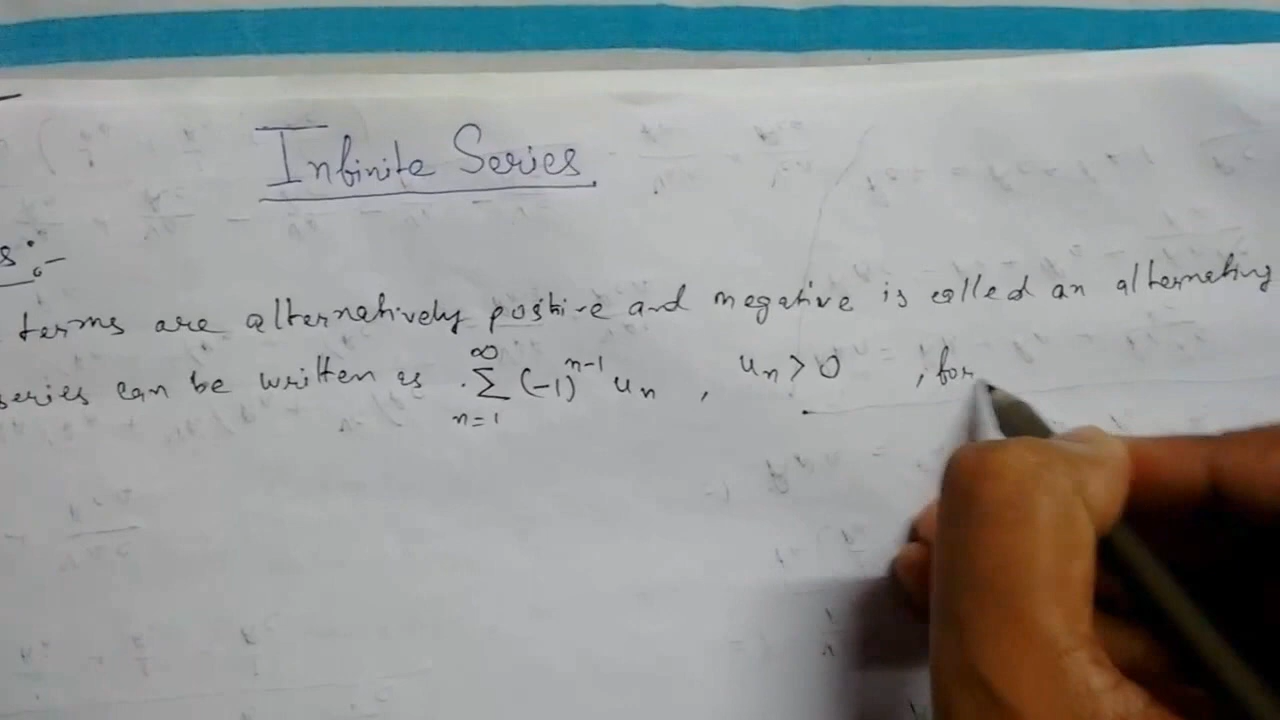 Infinite Series
s:-
terms are alternatively positive and negative is called an alternating
series can be written as ∑_{n=1}^{∞} (-1)^{n-1} u_n , u_n > 0 , for